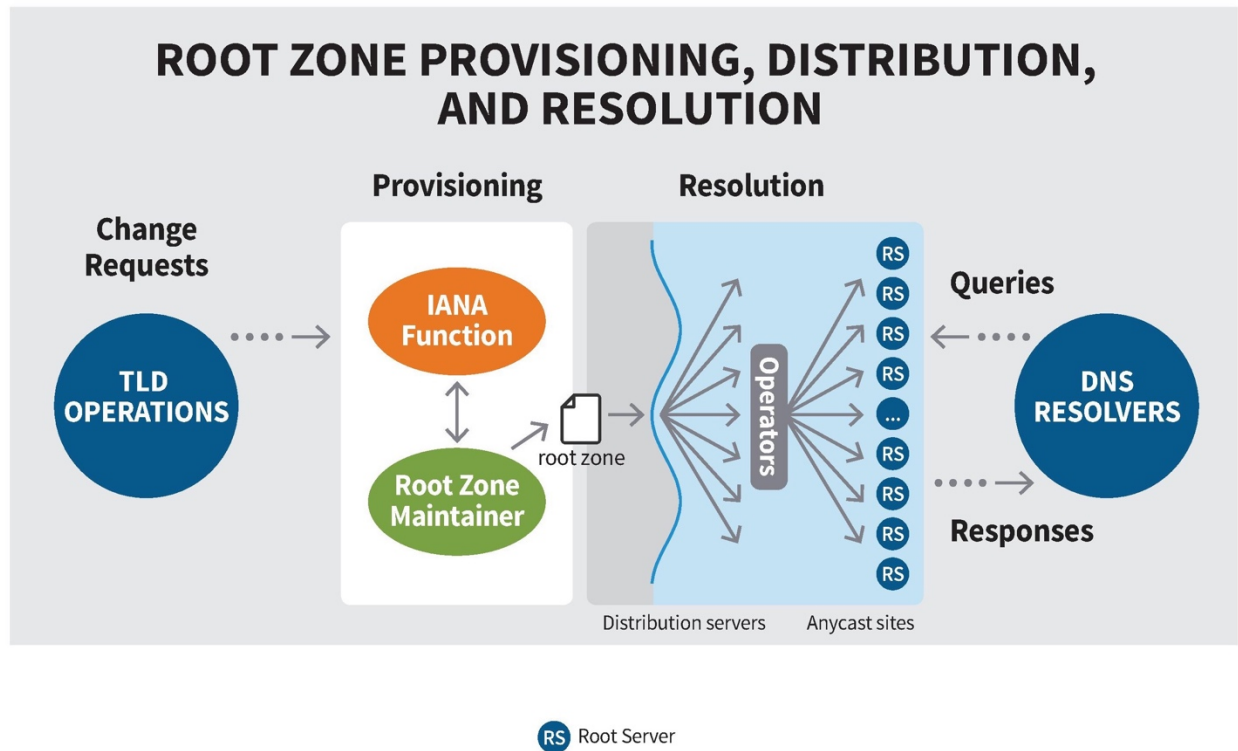 ROOT ZONE PROVISIONING, DISTRIBUTION,
AND RESOLUTION
Provisioning
Resolution
Change
Requests
TLD
OPERATIONS
IANA
Function
Root Zone
Maintainer
root zone
Operators
RS
RS
RS
RS
...
RS
RS
RS
RS
Queries
DNS
RESOLVERS
Responses
Distribution servers
Anycast sites
RS Root Server